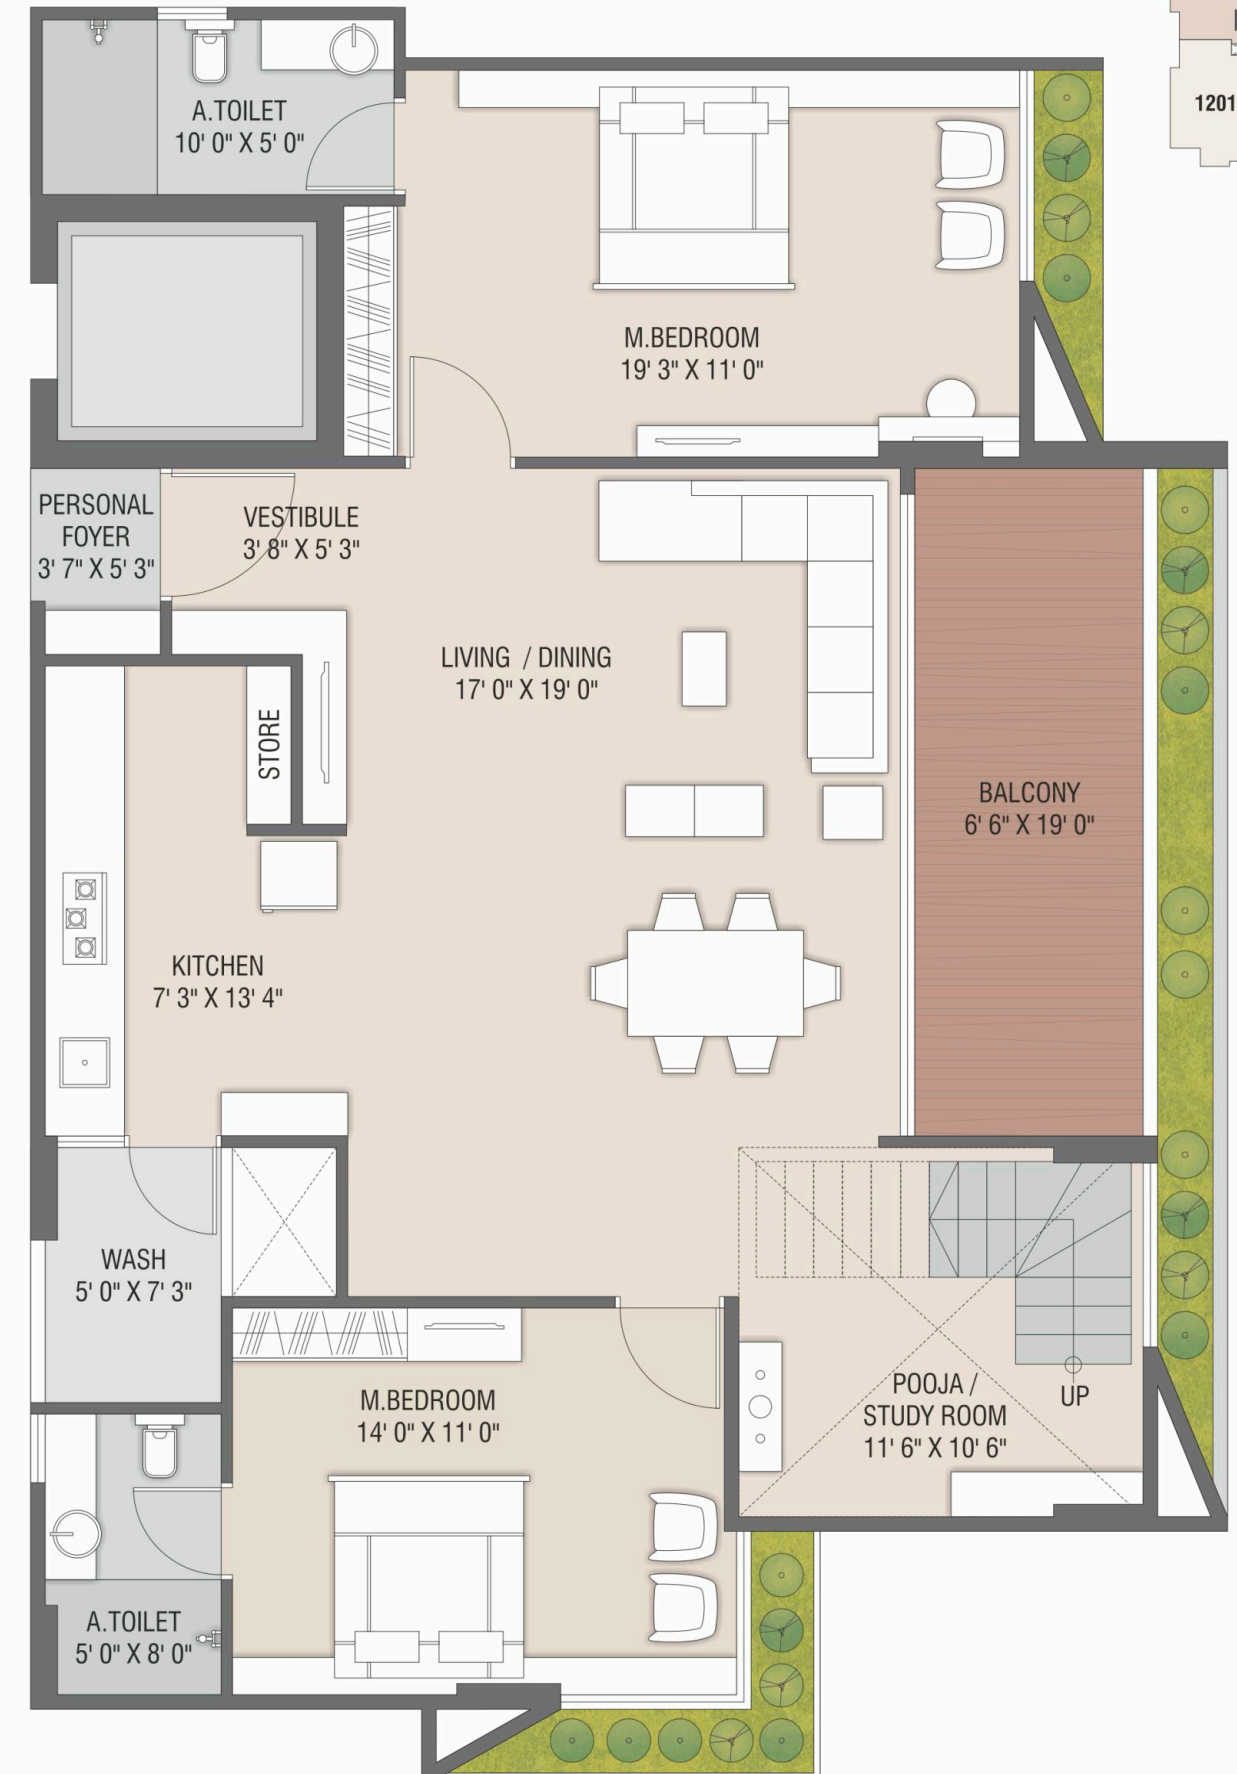 A.TOILET
10' 0" X 5' 0"
1201
M.BEDROOM
19' 3" X 11' 0"
PERSONAL
FOYER
3' 7" X 5' 3"
VESTIBULE
3' 8" X 5' 3"
LIVING / DINING
17' 0" X 19' 0"
STORE
BALCONY
6' 6" X 19' 0"
KITCHEN
7' 3" X 13' 4"
WASH
5' 0" X 7' 3"
M.BEDROOM
14' 0" X 11' 0"
POOJA /
STUDY ROOM
11' 6" X 10' 6"
UP
A.TOILET
5' 0" X 8' 0"